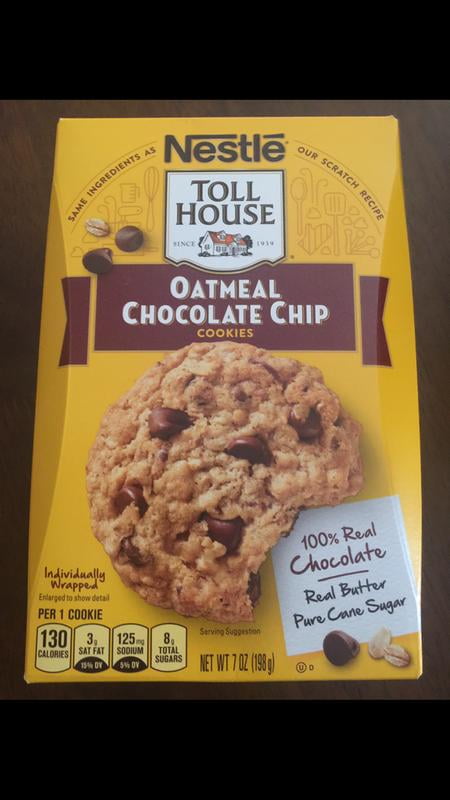 SAME INGREDIENTS AS
OUR SCRATCH RECIPE
Nestlé®
TOLL
HOUSE
SINCE 1939
®
OATMEAL
CHOCOLATE CHIP
COOKIES
100% Real
Chocolate
Real Butter
Pure Cane Sugar
Individually
Wrapped
Enlarged to show detail
PER 1 COOKIE
130
CALORIES
3g
SAT FAT
15% DV
125mg
SODIUM
5% DV
8g
TOTAL
SUGARS
Serving Suggestion
NET WT 7 OZ (198 g)
U D